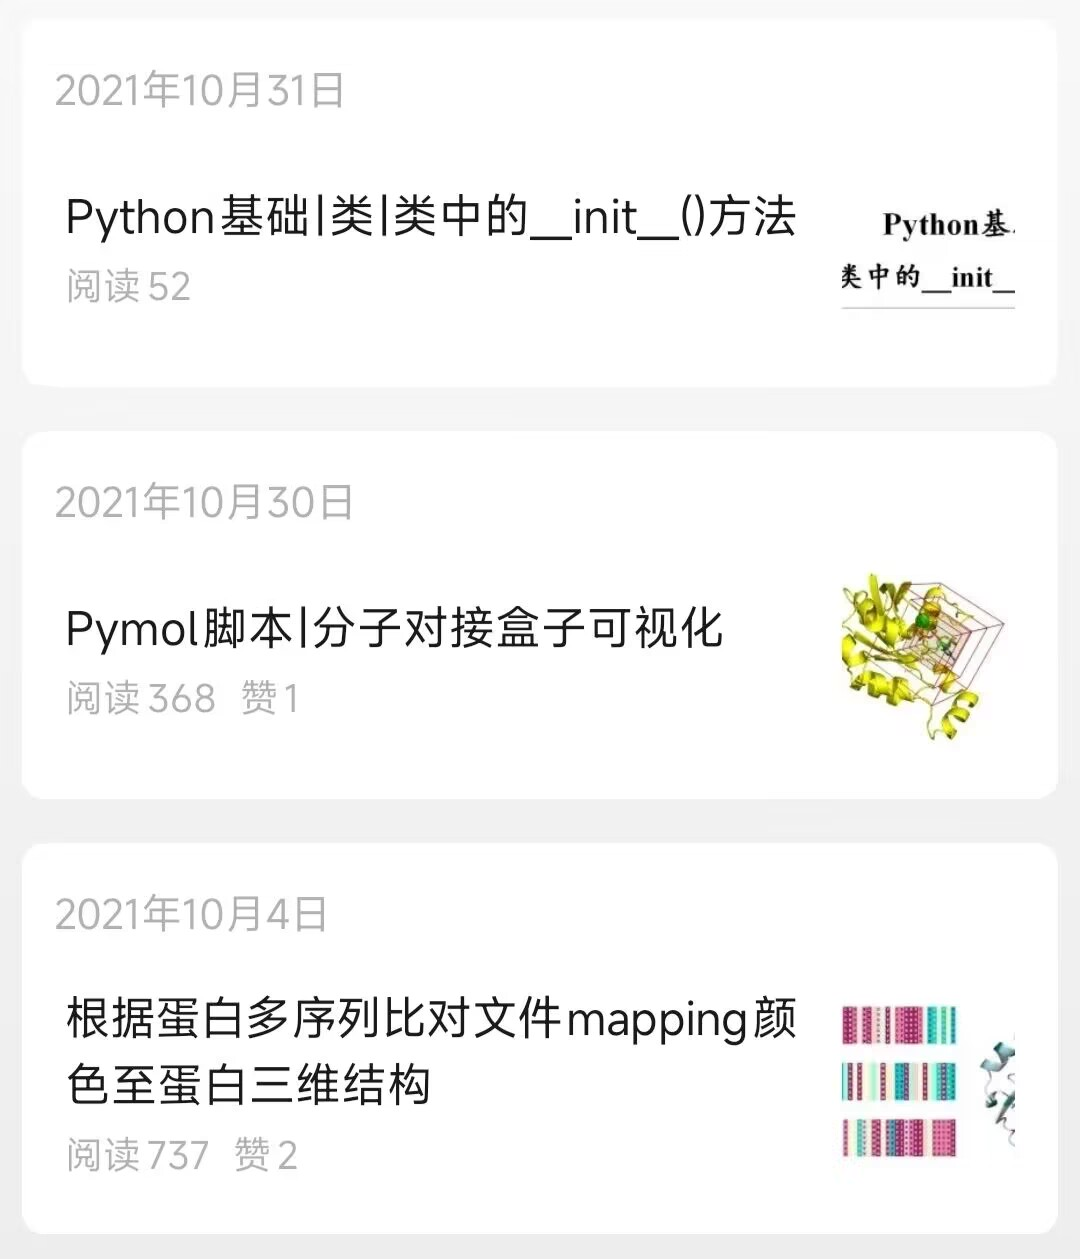 2021年10月31日
Python基础|类|类中的__init__()方法
阅读 52
Python基.
类中的__init__
2021年10月30日
Pymol脚本|分子对接盒子可视化
阅读 368 赞 1
2021年10月4日
根据蛋白多序列比对文件mapping颜
色至蛋白三维结构
阅读 737 赞 2